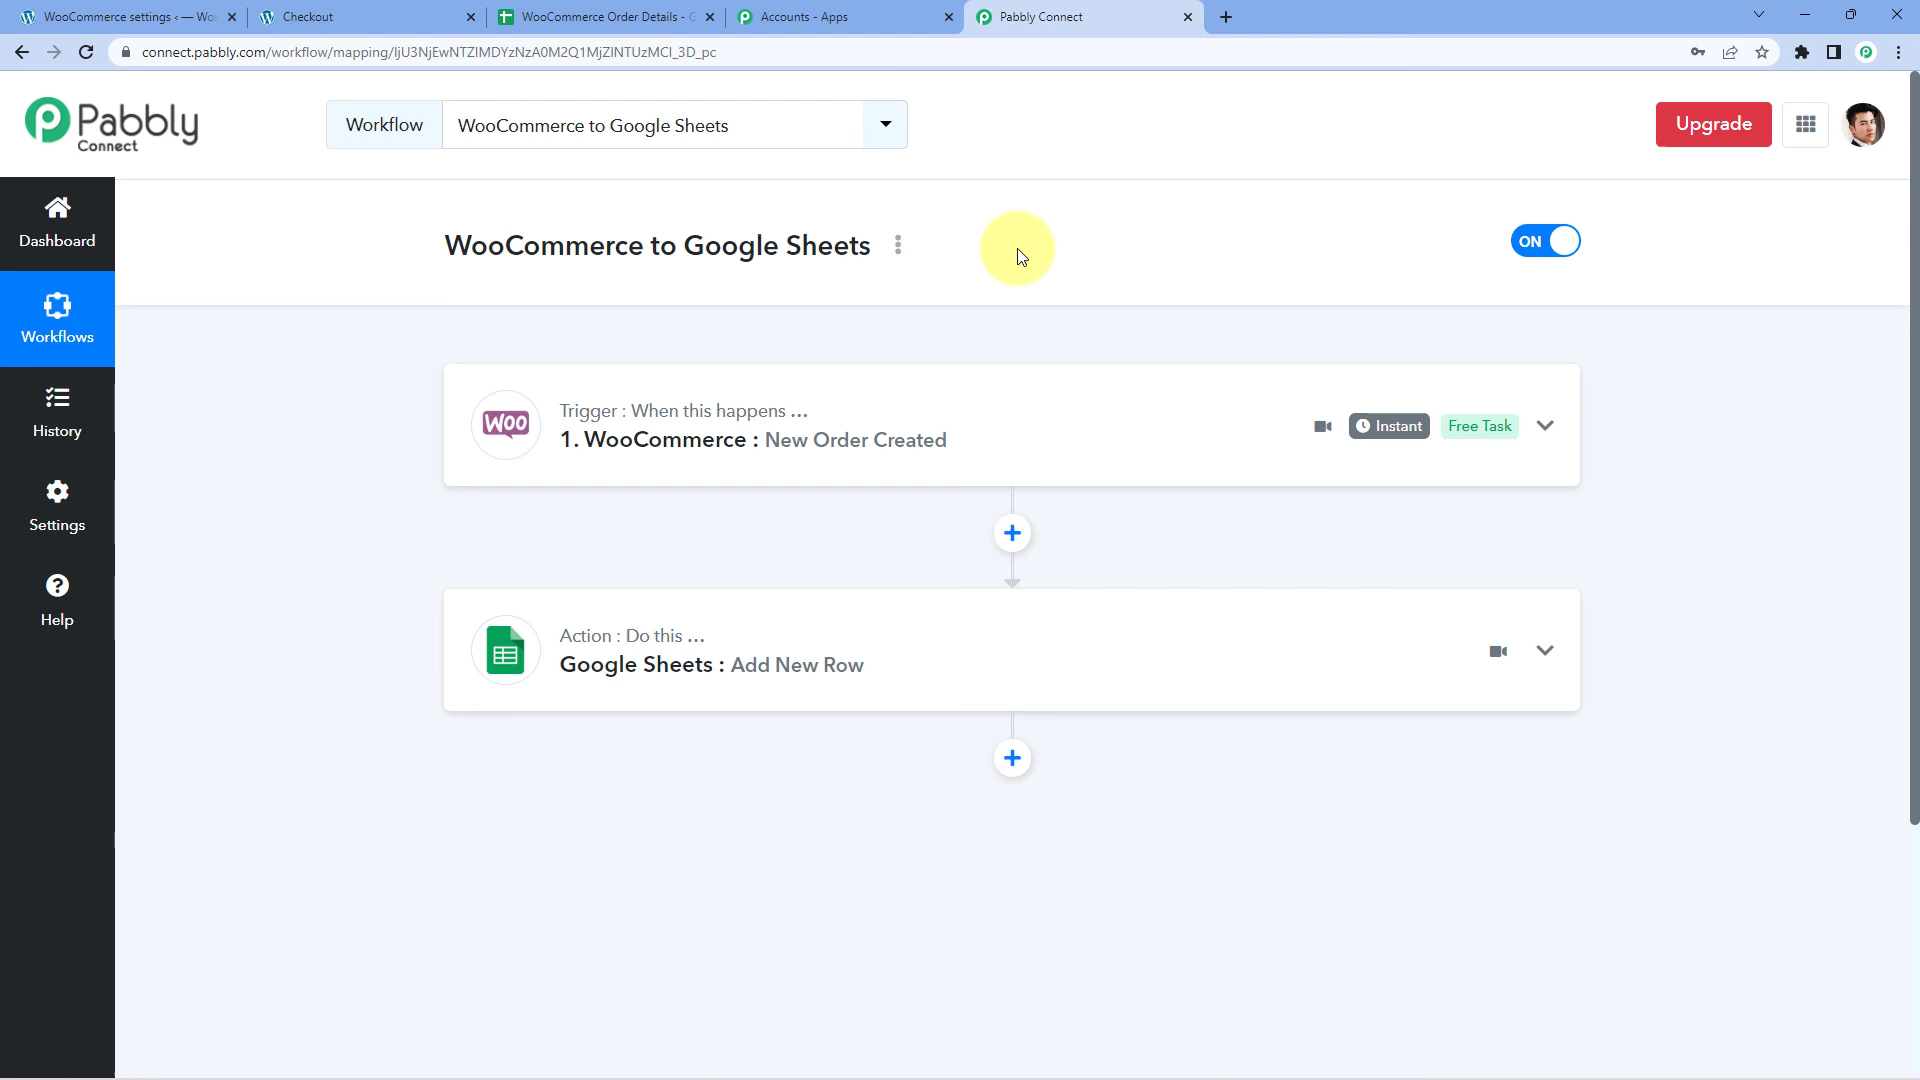 WooCommerce settings ‹ — Wo
Checkout
WooCommerce Order Details - G
Accounts - Apps
Pabbly Connect
connect.pabbly.com/workflow/mapping/IjU3NjEwNTZlMDYzNzA0M2Q1MjZlNTUzMCI_3D_pc
Pabbly
Connect
Workflow
WooCommerce to Google Sheets
Upgrade
Dashboard
Workflows
History
Settings
Help
WooCommerce to Google Sheets
ON
Woo
Trigger : When this happens ...
1. WooCommerce : New Order Created
Instant
Free Task
Action : Do this ...
Google Sheets : Add New Row